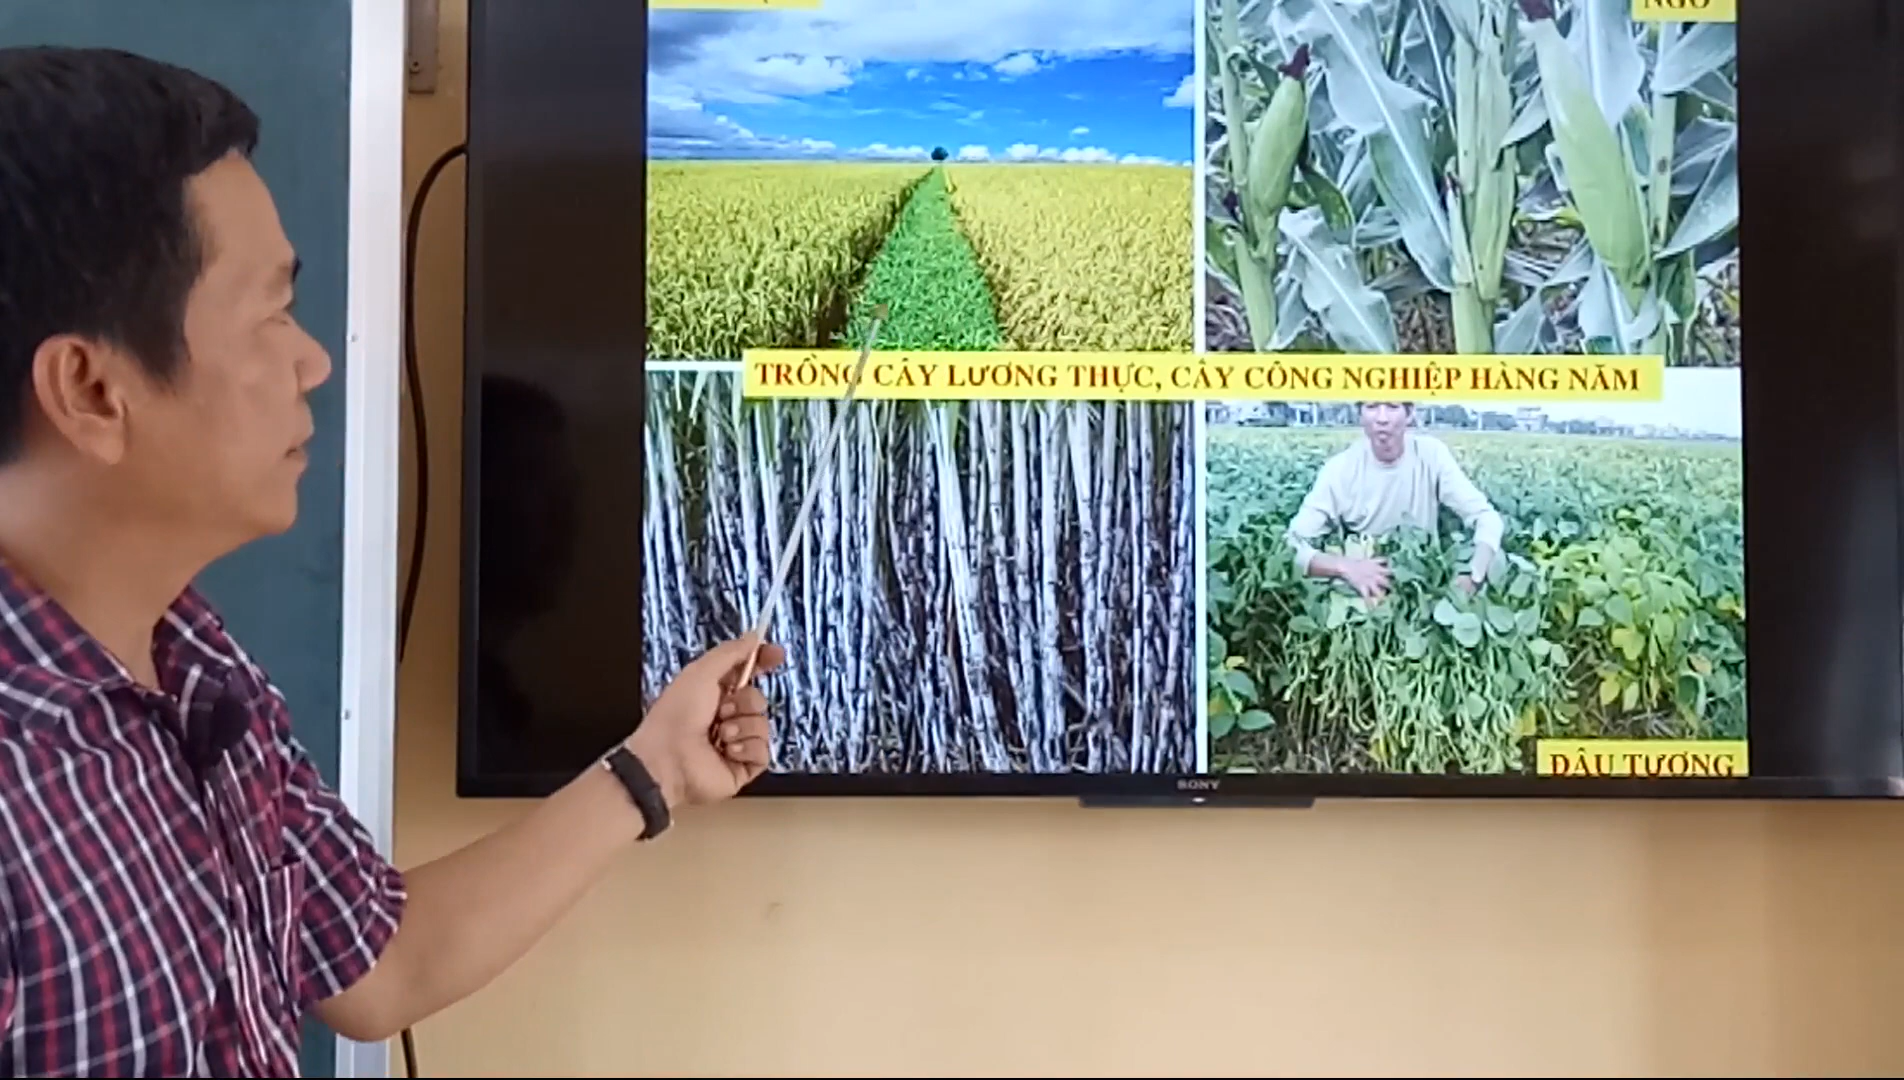 NGÔ
TRỒNG CÂY LƯƠNG THỰC, CÂY CÔNG NGHIỆP HÀNG NĂM
ĐẬU TƯƠNG
SONY